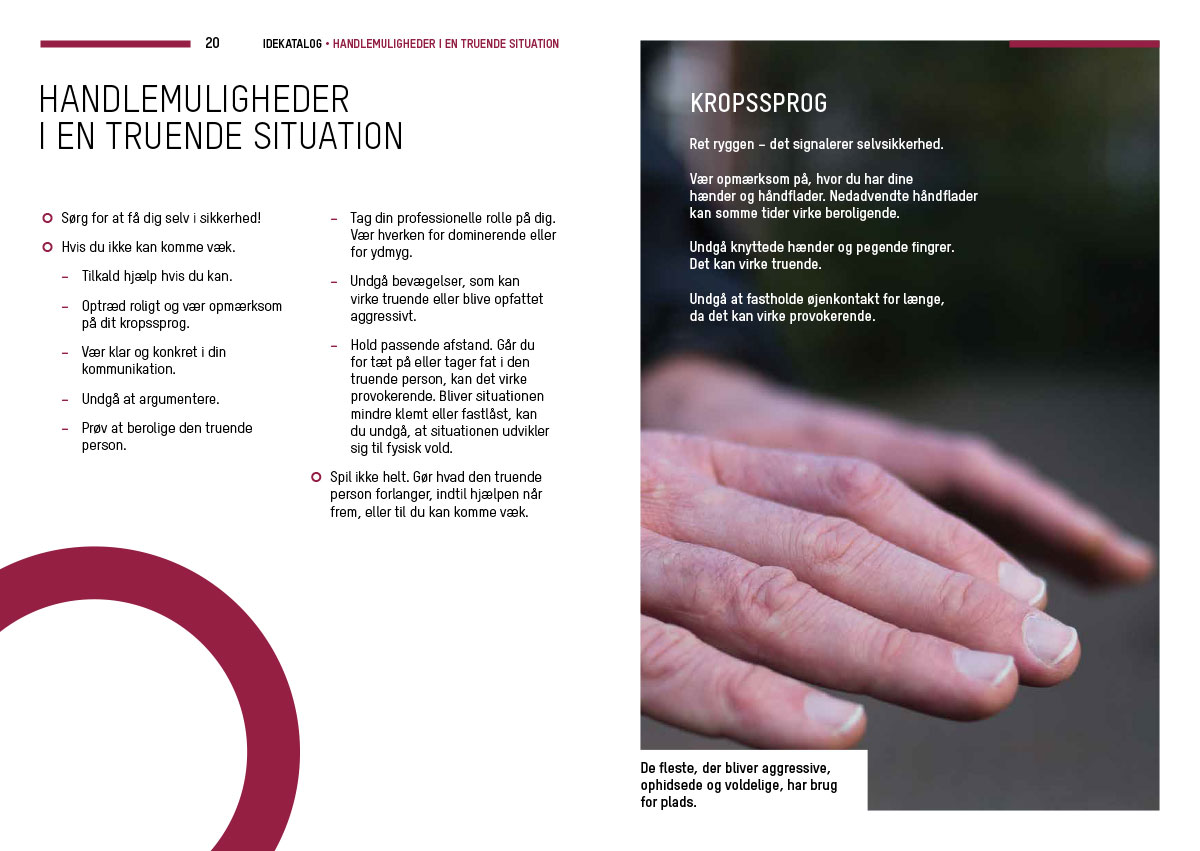 20
IDEKATALOG • HANDLEMULIGHEDER I EN TRUENDE SITUATION
HANDLEMULIGHEDER
I EN TRUENDE SITUATION
Sørg for at få dig selv i sikkerhed!
Hvis du ikke kan komme væk.
– Tilkald hjælp hvis du kan.
– Optræd roligt og vær opmærksom
på dit kropssprog.
– Vær klar og konkret i din
kommunikation.
– Undgå at argumentere.
– Prøv at berolige den truende
person.
– Tag din professionelle rolle på dig.
Vær hverken for dominerende eller
for ydmyg.
– Undgå bevægelser, som kan
virke truende eller blive opfattet
aggressivt.
– Hold passende afstand. Går du
for tæt på eller tager fat i den
truende person, kan det virke
provokerende. Bliver situationen
mindre klemt eller fastlåst, kan
du undgå, at situationen udvikler
sig til fysisk vold.
Spil ikke helt. Gør hvad den truende
person forlanger, indtil hjælpen når
frem, eller til du kan komme væk.
KROPSSPROG
Ret ryggen – det signalerer selvsikkerhed.
Vær opmærksom på, hvor du har dine
hænder og håndflader. Nedadvendte håndflader
kan somme tider virke beroligende.
Undgå knyttede hænder og pegende fingrer.
Det kan virke truende.
Undgå at fastholde øjenkontakt for længe,
da det kan virke provokerende.
De fleste, der bliver aggressive,
ophidsede og voldelige, har brug
for plads.